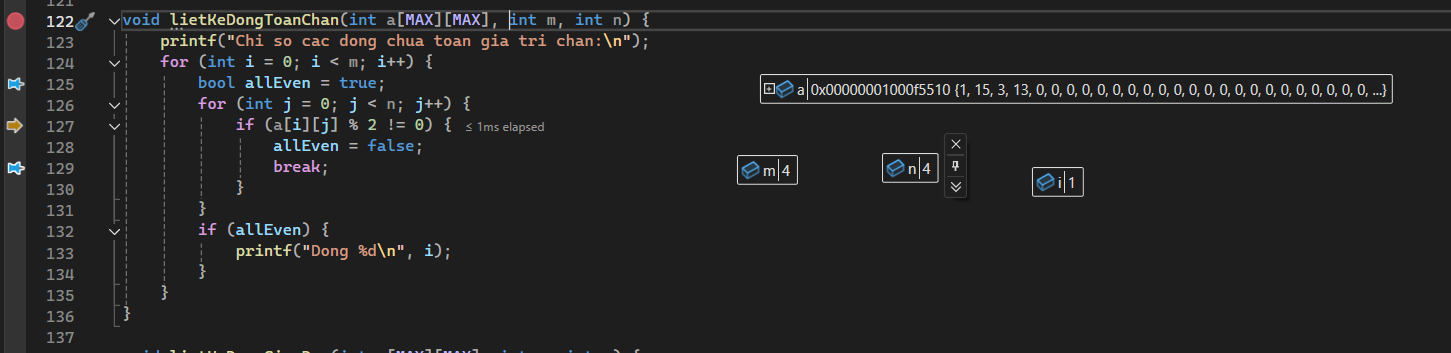 121
122 void lietKeDongToanChan(int a[MAX][MAX], int m, int n) {
123 printf("Chi so cac dong chua toan gia tri chan:\n");
124 for (int i = 0; i < m; i++) {
125 bool allEven = true;
a 0x00000001000f5510 {1, 15, 3, 13, 0, 0, 0, 0, 0, 0, 0, 0, 0, 0, 0, 0, 0, 0, 0, 0, 0, 0, 0, 0, 0, 0, ...}
126 for (int j = 0; j < n; j++) {
127 if (a[i][j] % 2 != 0) { ≤ 1ms elapsed
128 allEven = false;
129 break;
m 4
n 4
i 1
130 }
131 }
132 if (allEven) {
133 printf("Dong %d\n", i);
134 }
135 }
136 }
137